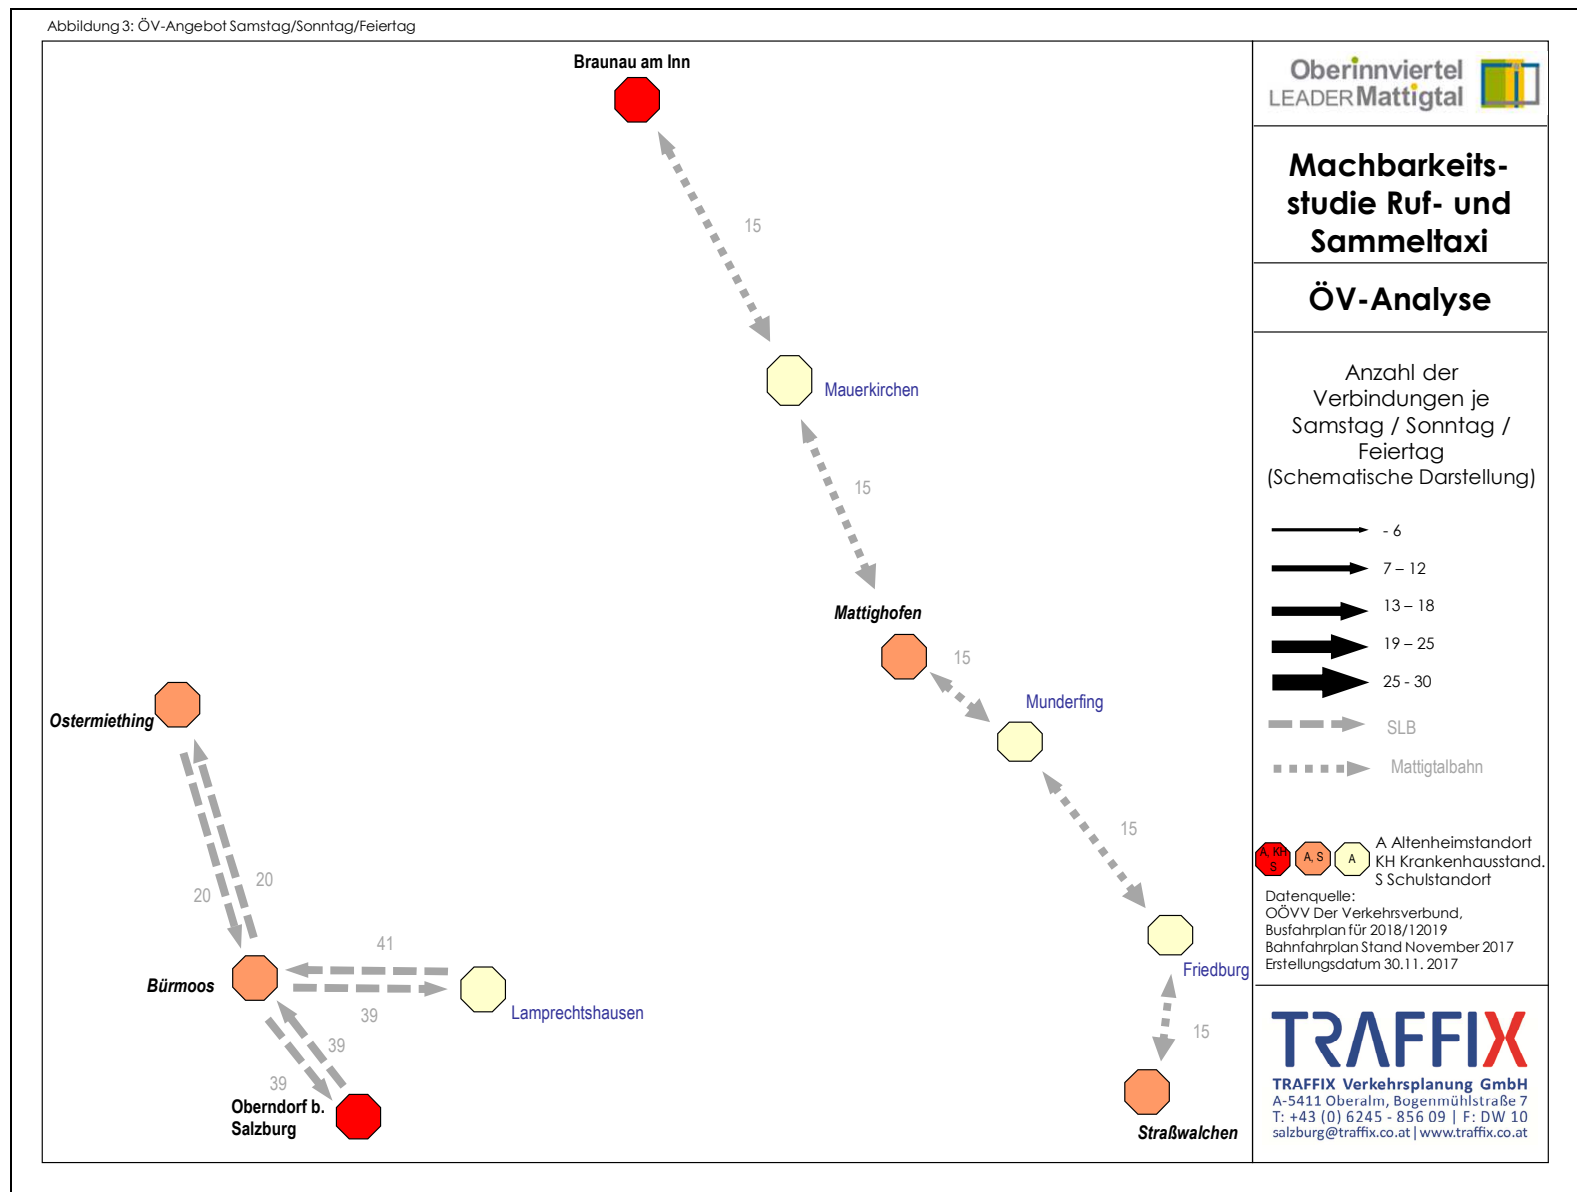 Abbildung 3: ÖV-Angebot Samstag/Sonntag/Feiertag
Braunau am Inn
15
Mauerkirchen
15
Mattighofen
15
Munderfing
Ostermiething
15
20
20
41
Friedburg
Bürmoos
Lamprechtshausen
39
39
15
39
Oberndorf b.
Salzburg
Straßwalchen
Oberinnviertel
LEADER Mattigtal
Machbarkeits-
studie Ruf- und
Sammeltaxi
ÖV-Analyse
Anzahl der
Verbindungen je
Samstag / Sonntag /
Feiertag
(Schematische Darstellung)
- 6
7 – 12
13 – 18
19 – 25
25 - 30
SLB
Mattigtalbahn
A, KH
S
A, S
A
A Altenheimstandort
KH Krankenhausstand.
S Schulstandort
Datenquelle:
OÖVV Der Verkehrsverbund,
Busfahrplan für 2018/12019
Bahnfahrplan Stand November 2017
Erstellungsdatum 30.11. 2017
TRAFFIX
TRAFFIX Verkehrsplanung GmbH
A-5411 Oberalm, Bogenmühlstraße 7
T: +43 (0) 6245 - 856 09 | F: DW 10
salzburg@traffix.co.at | www.traffix.co.at